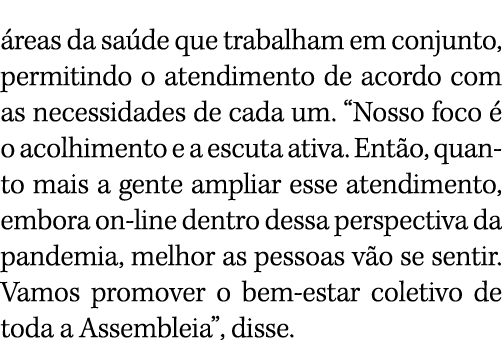 áreas da saúde que trabalham em conjunto,
permitindo o atendimento de acordo com
as necessidades de cada um. “Nosso foco é
o acolhimento e a escuta ativa. Então, quan-
to mais a gente ampliar esse atendimento,
embora on-line dentro dessa perspectiva da
pandemia, melhor as pessoas vão se sentir.
Vamos promover o bem-estar coletivo de
toda a Assembleia”, disse.